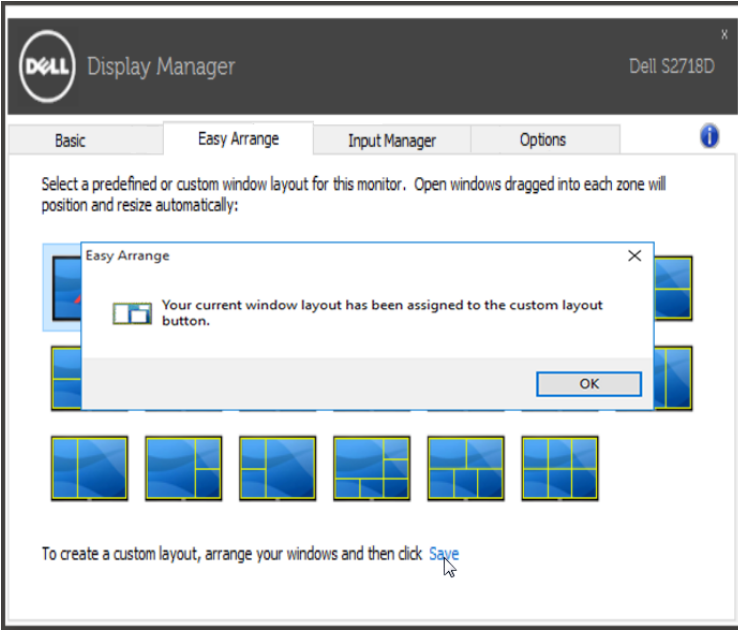 x
DELL
Display Manager
Dell S2718D
Basic
Easy Arrange
Input Manager
Options
i
Select a predefined or custom window layout for this monitor. Open windows dragged into each zone will
position and resize automatically:
Easy Arrange
Your current window layout has been assigned to the custom layout
button.
OK
To create a custom layout, arrange your windows and then click Save